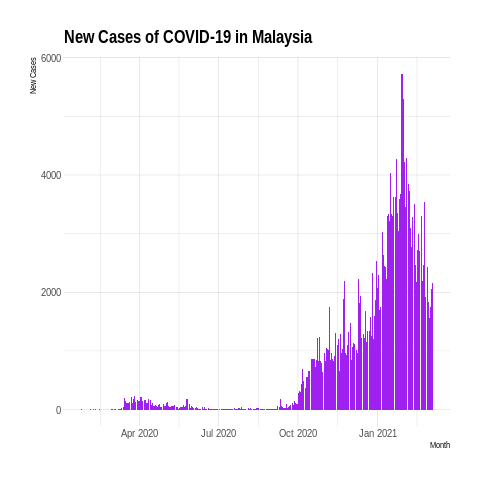 New Cases of COVID-19 in Malaysia
New Cases
6000
4000
2000
0
Apr 2020 Jul 2020 Oct 2020 Jan 2021
Month